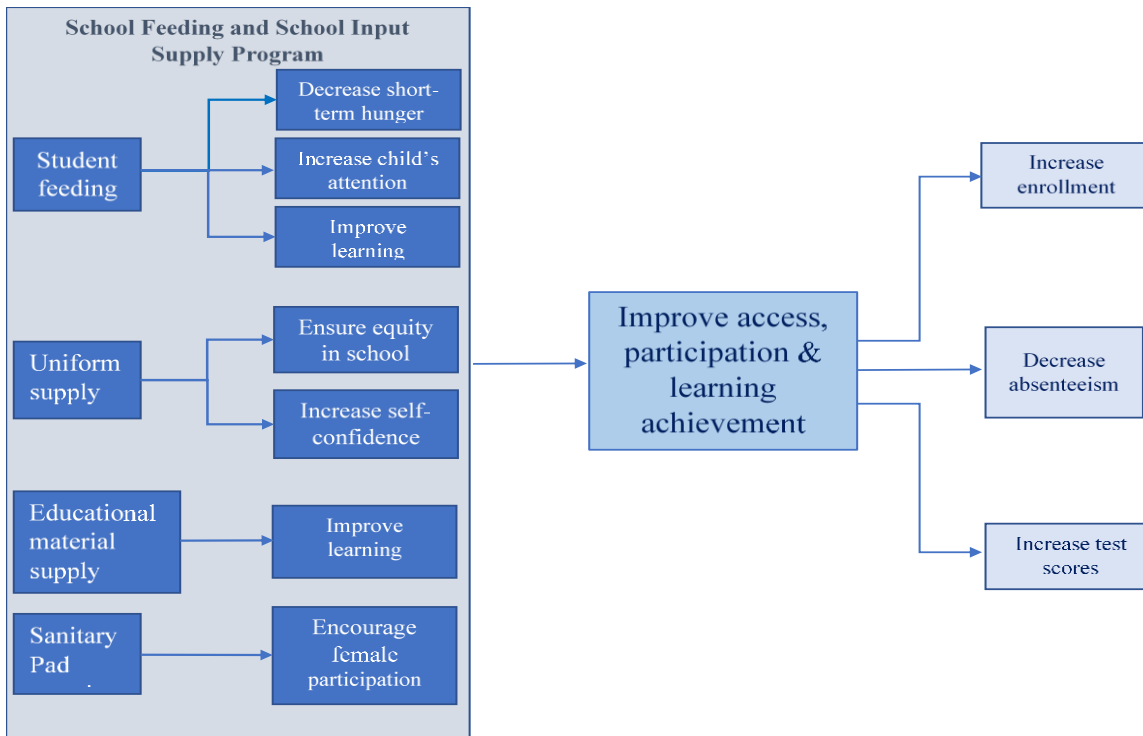 School Feeding and School Input
Supply Program
Decrease short-
term hunger
Student
feeding
Increase child's
attention
Improve
learning
Uniform
supply
Ensure equity
in school
Increase self-
confidence
Educational
material
supply
Improve
learning
Sanitary
Pad
.
Encourage
female
participation
Improve access,
participation &
learning
achievement
Increase
enrollment
Decrease
absenteeism
Increase test
scores